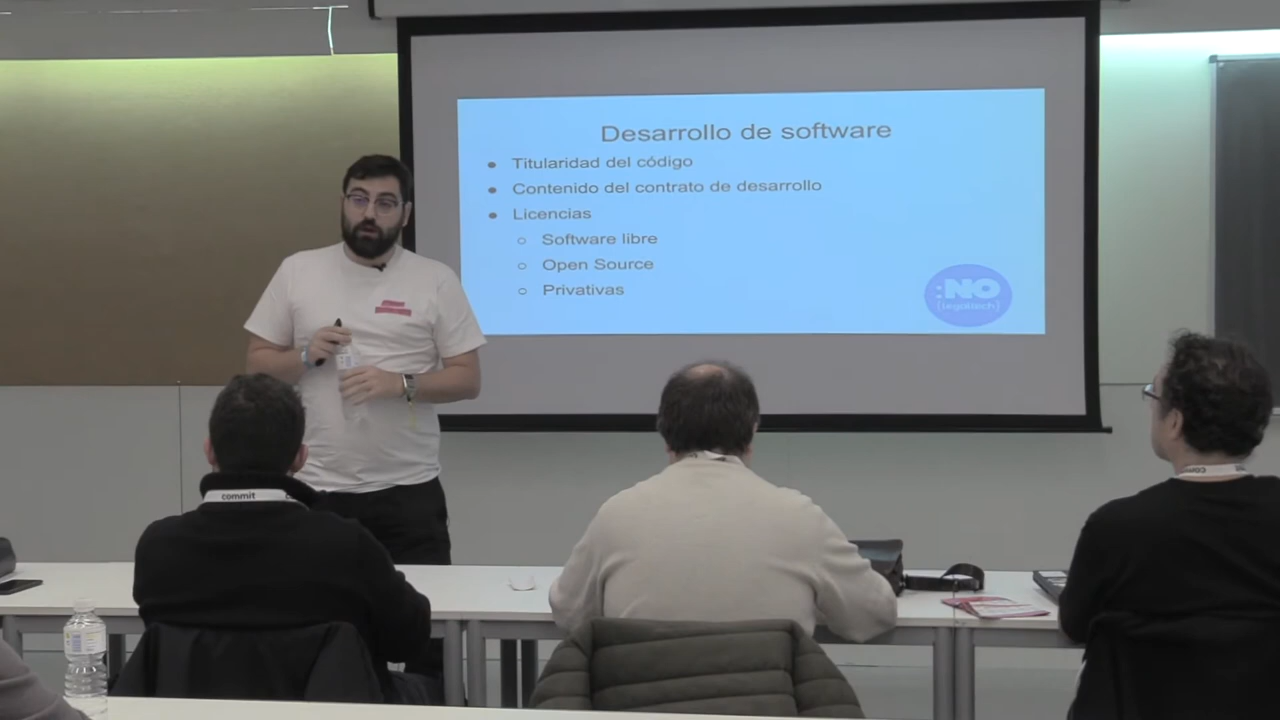 Desarrollo de software
● Titularidad del código
● Contenido del contrato de desarrollo
● Licencias
○ Software libre
○ Open Source
○ Privativas
:NO
{legaltech}
commit